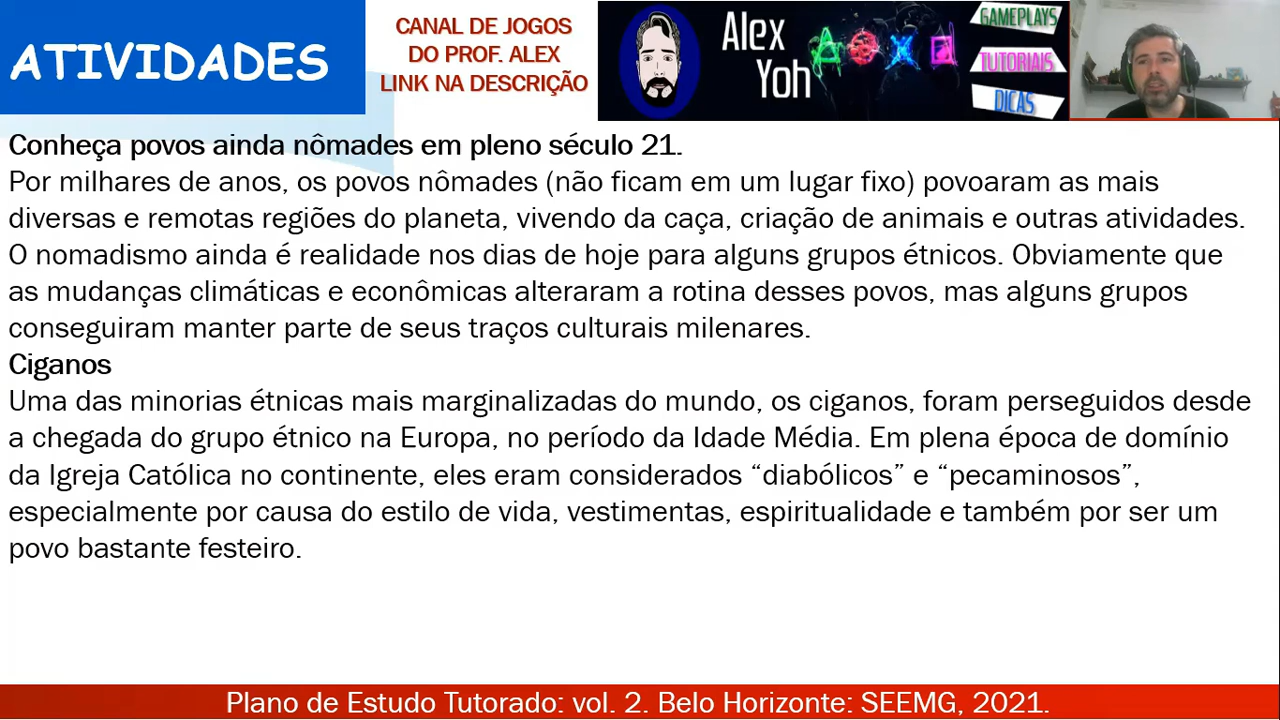 ATIVIDADES
CANAL DE JOGOS
DO PROF. ALEX
LINK NA DESCRIÇÃO
Alex
Yoh
GAMEPLAYS
TUTORIAIS
DICAS
Conheça povos ainda nômades em pleno século 21.
Por milhares de anos, os povos nômades (não ficam em um lugar fixo) povoaram as mais
diversas e remotas regiões do planeta, vivendo da caça, criação de animais e outras atividades.
O nomadismo ainda é realidade nos dias de hoje para alguns grupos étnicos. Obviamente que
as mudanças climáticas e econômicas alteraram a rotina desses povos, mas alguns grupos
conseguiram manter parte de seus traços culturais milenares.
Ciganos
Uma das minorias étnicas mais marginalizadas do mundo, os ciganos, foram perseguidos desde
a chegada do grupo étnico na Europa, no período da Idade Média. Em plena época de domínio
da Igreja Católica no continente, eles eram considerados “diabólicos” e “pecaminosos”,
especialmente por causa do estilo de vida, vestimentas, espiritualidade e também por ser um
povo bastante festeiro.
Plano de Estudo Tutorado: vol. 2. Belo Horizonte: SEEMG, 2021.